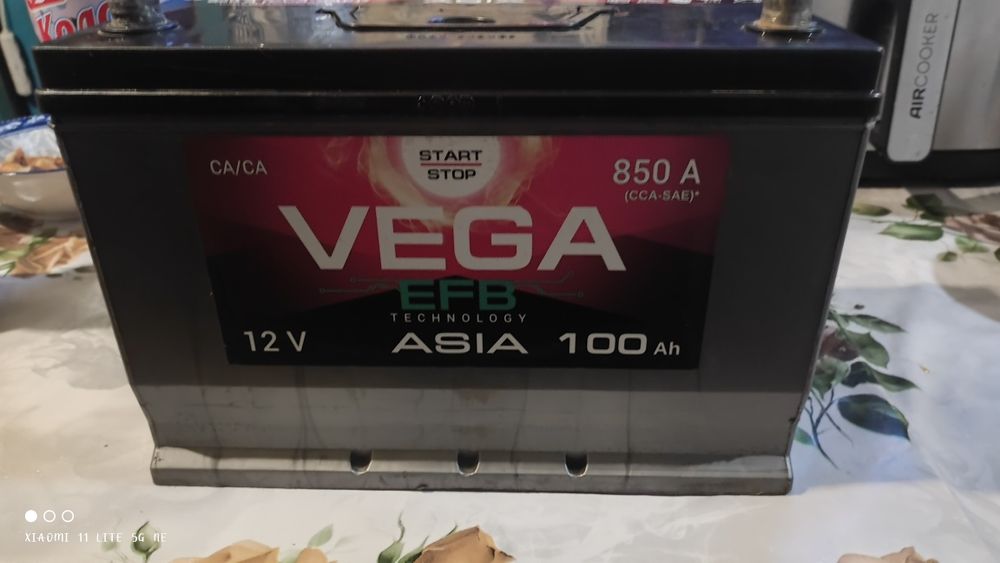 AIRCOOKER
START
STOP
CA/CA
850 A
(CCA-SAE)*
VEGA
EFB
TECHNOLOGY
12 V
ASIA 100 Ah
XIAOMI 11 LITE 5G NE